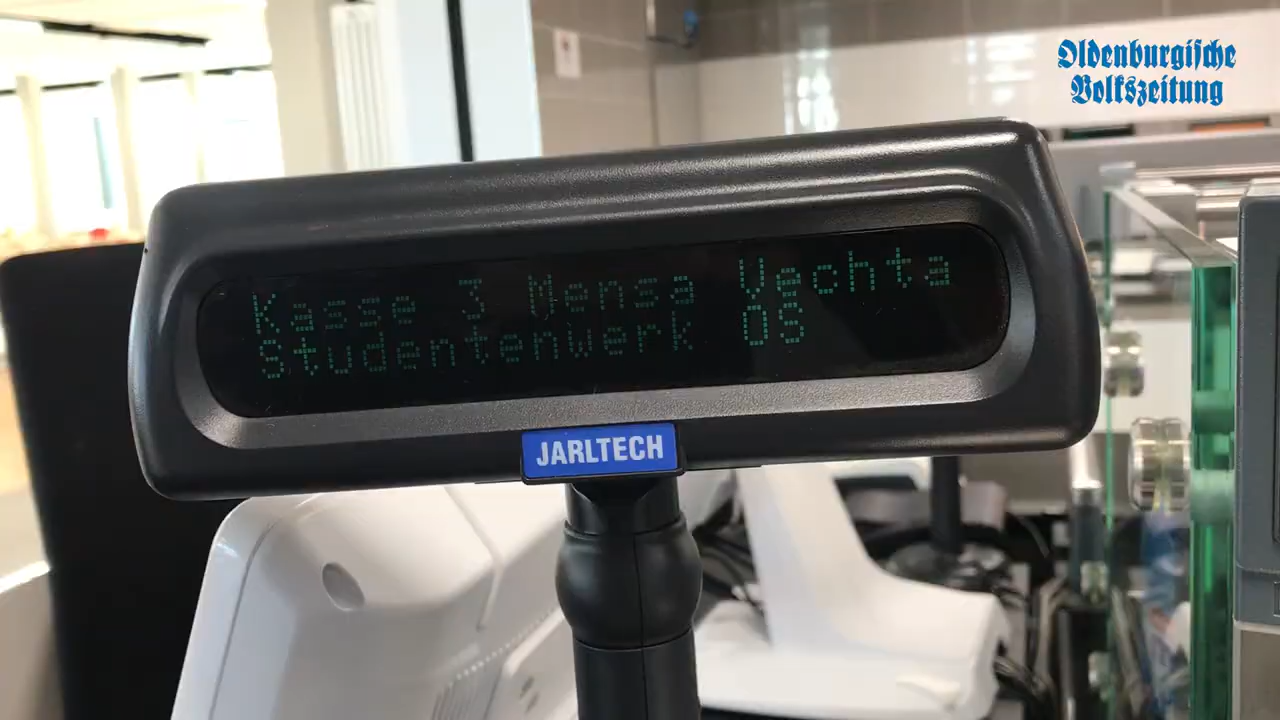 Oldenburgische
Volkszeitung
Kasse 3 Mensa Vechta
Studentenwerk OS
JARLTECH